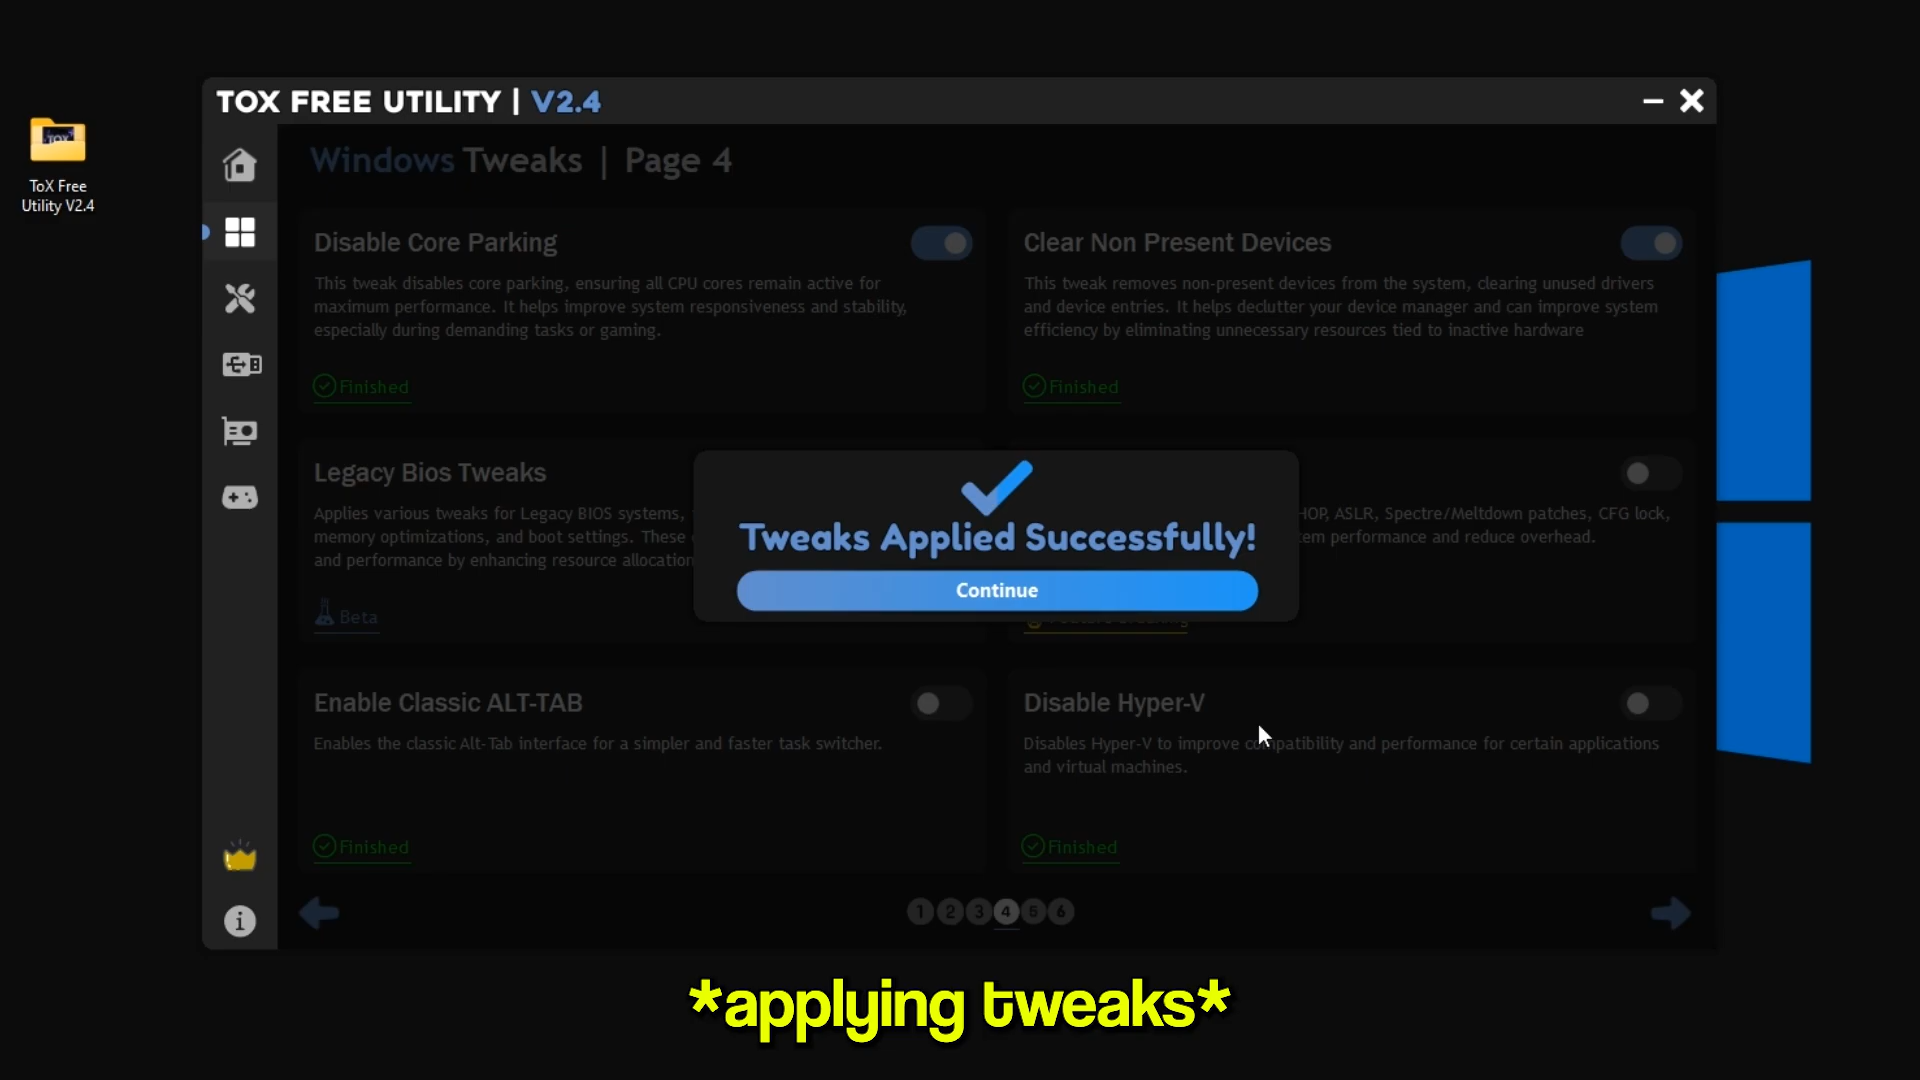 TOX FREE UTILITY | V2.4
TOX
ToX Free
Utility V2.4
Windows Tweaks | Page 4
Disable Core Parking
This tweak disables core parking, ensuring all CPU cores remain active for
maximum performance. It helps improve system responsiveness and stability,
especially during demanding tasks or gaming.
Finished
Clear Non Present Devices
This tweak removes non-present devices from the system, clearing unused drivers
and device entries. It helps declutter your device manager and can improve system
efficiency by eliminating unnecessary resources tied to inactive hardware
Finished
Legacy Bios Tweaks
Applies various tweaks for Legacy BIOS systems,
memory optimizations, and boot settings. These
and performance by enhancing resource allocation
Beta
HOP, ASLR, Spectre/Meltdown patches, CFG lock,
em performance and reduce overhead.
Tweaks Applied Successfully!
Continue
Enable Classic ALT-TAB
Enables the classic Alt-Tab interface for a simpler and faster task switcher.
Finished
Disable Hyper-V
Disables Hyper-V to improve compatibility and performance for certain applications
and virtual machines.
Finished
1 2 3 4 5 6
*applying tweaks*